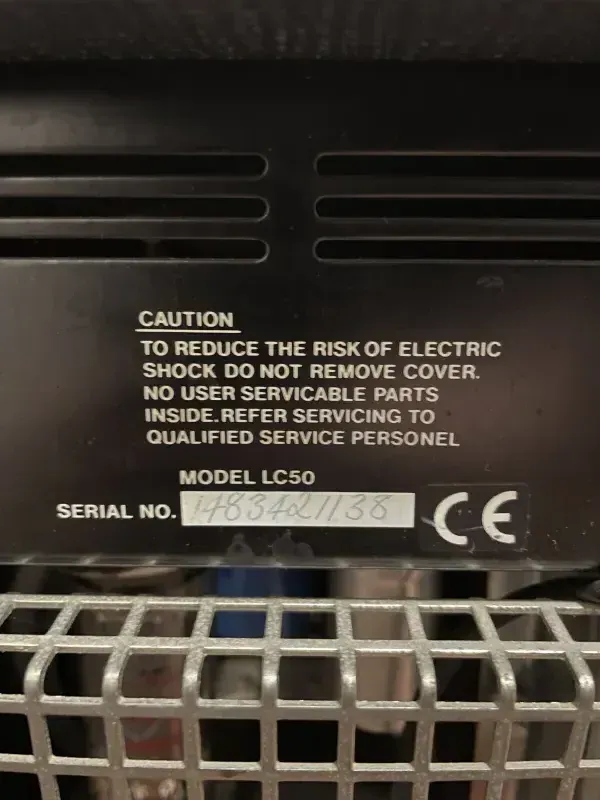 CAUTION
TO REDUCE THE RISK OF ELECTRIC
SHOCK DO NOT REMOVE COVER.
NO USER SERVICABLE PARTS
INSIDE.REFER SERVICING TO
QUALIFIED SERVICE PERSONEL
MODEL LC50
SERIAL NO. 1483421138 CE